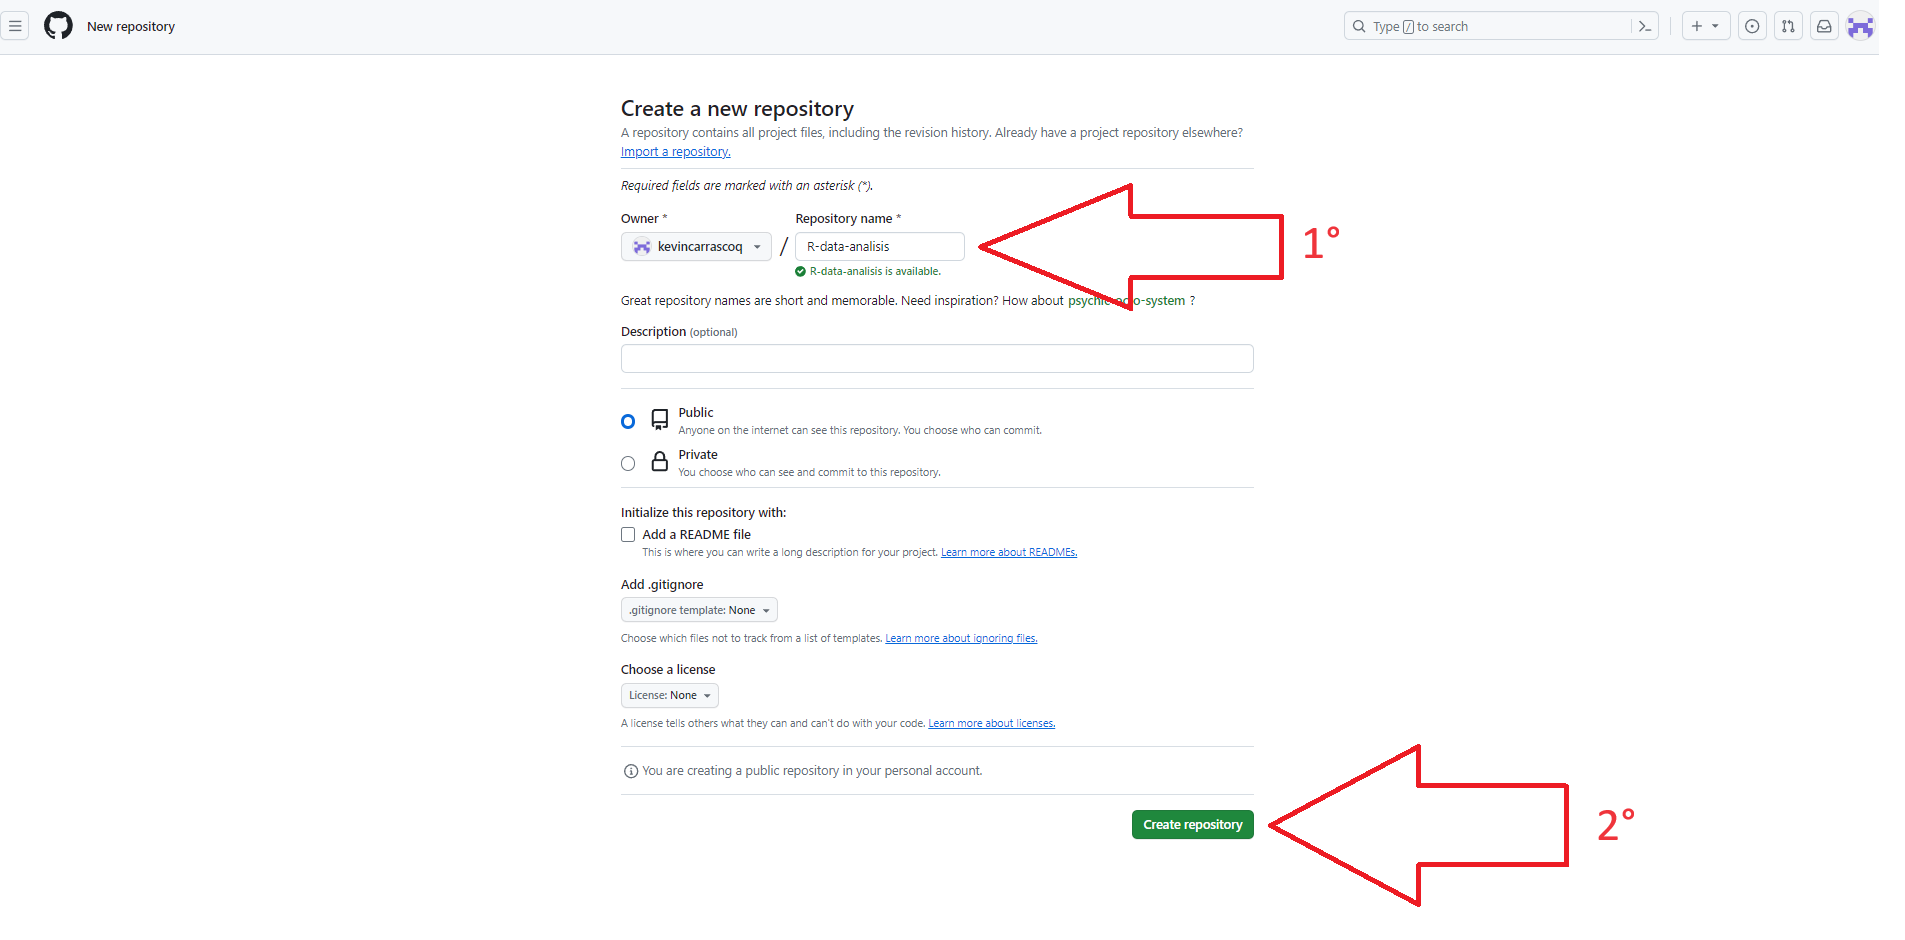 New repository
Type / to search
Create a new repository
A repository contains all project files, including the revision history. Already have a project repository elsewhere?
Import a repository.
Required fields are marked with an asterisk (*).
Owner *
Repository name *
kevincarrascoq
/
R-data-analisis
1°
R-data-analisis is available.
Great repository names are short and memorable. Need inspiration? How about o-system ?
Description (optional)
Public
Anyone on the internet can see this repository. You choose who can commit.
Private
You choose who can see and commit to this repository.
Initialize this repository with:
Add a README file
This is where you can write a long description for your project. Learn more about READMEs.
Add .gitignore
.gitignore template: None
Choose which files not to track from a list of templates. Learn more about ignoring files.
Choose a license
License: None
A license tells others what they can and can't do with your code. Learn more about licenses.
You are creating a public repository in your personal account.
Create repository
2°